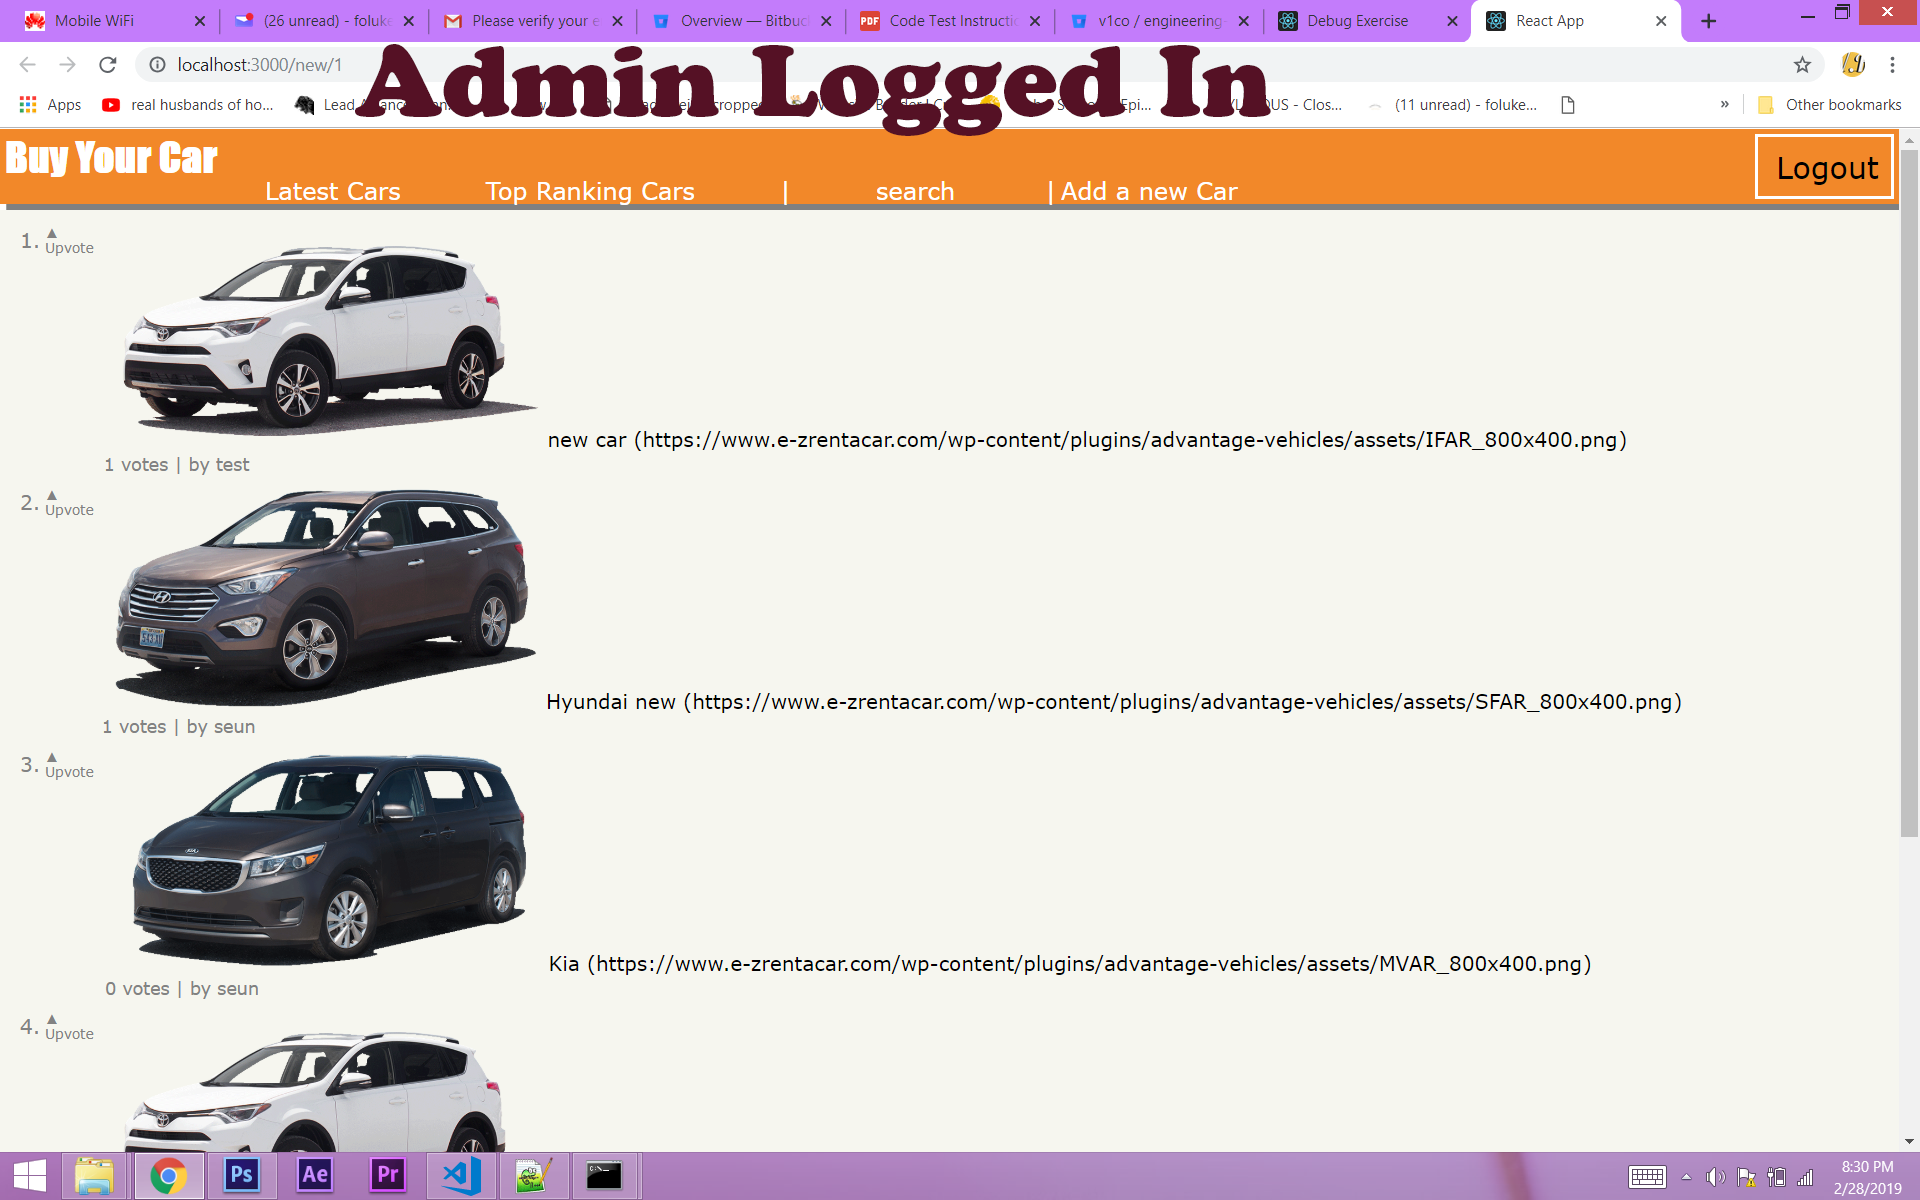 Mobile WiFi
(26 unread) - foluke
Please verify your e
Overview — Bitbuc
Code Test Instructio
v1co / engineering-
Debug Exercise
React App
localhost:3000/new/1
Admin Logged In
Apps
real husbands of ho...
Lead
cropped
Epi...
OUS - Clos...
(11 unread) - foluke...
»
Other bookmarks
Buy Your Car
Latest Cars
Top Ranking Cars
|
search
| Add a new Car
Logout
1. ▲
Upvote
new car (https://www.e-zrentacar.com/wp-content/plugins/advantage-vehicles/assets/IFAR_800x400.png)
1 votes | by test
2. ▲
Upvote
Hyundai new (https://www.e-zrentacar.com/wp-content/plugins/advantage-vehicles/assets/SFAR_800x400.png)
1 votes | by seun
3. ▲
Upvote
Kia (https://www.e-zrentacar.com/wp-content/plugins/advantage-vehicles/assets/MVAR_800x400.png)
0 votes | by seun
4. ▲
Upvote
Ps
Ae
Pr
8:30 PM
2/28/2019